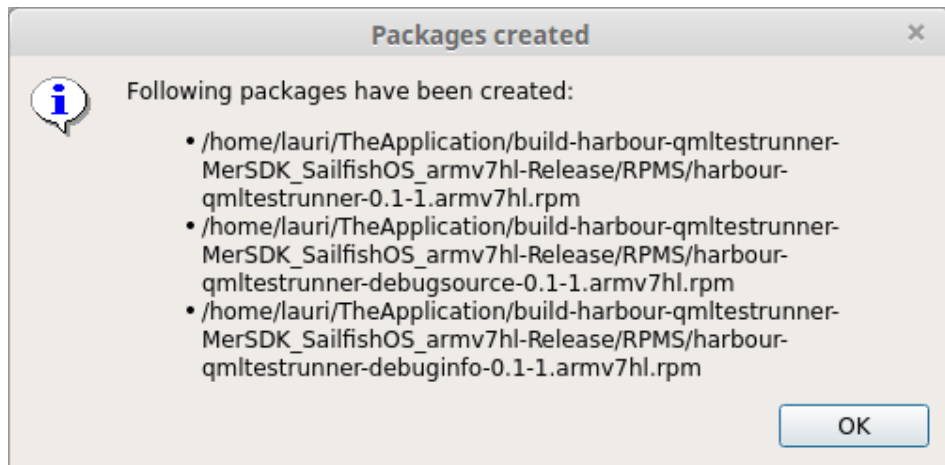 Packages created
Following packages have been created:
• /home/lauri/TheApplication/build-harbour-qmltestrunner-
MerSDK_SailfishOS_armv7hl-Release/RPMS/harbour-
qmltestrunner-0.1-1.armv7hl.rpm
• /home/lauri/TheApplication/build-harbour-qmltestrunner-
MerSDK_SailfishOS_armv7hl-Release/RPMS/harbour-
qmltestrunner-debugsource-0.1-1.armv7hl.rpm
• /home/lauri/TheApplication/build-harbour-qmltestrunner-
MerSDK_SailfishOS_armv7hl-Release/RPMS/harbour-
qmltestrunner-debuginfo-0.1-1.armv7hl.rpm
OK